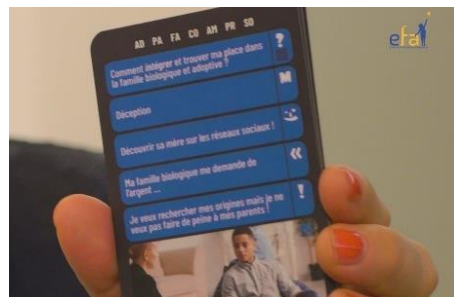 efa
AD PA FA CO AM PR SO
Comment intégrer et trouver ma place dans
la famille biologique et adoptive ?
?
Déception
M
Découvrir sa mère sur les réseaux sociaux !
Ma famille biologique me demande de
l'argent ...
«
Je veux rechercher mes origines mais je ne
veux pas faire de peine à mes parents !
!